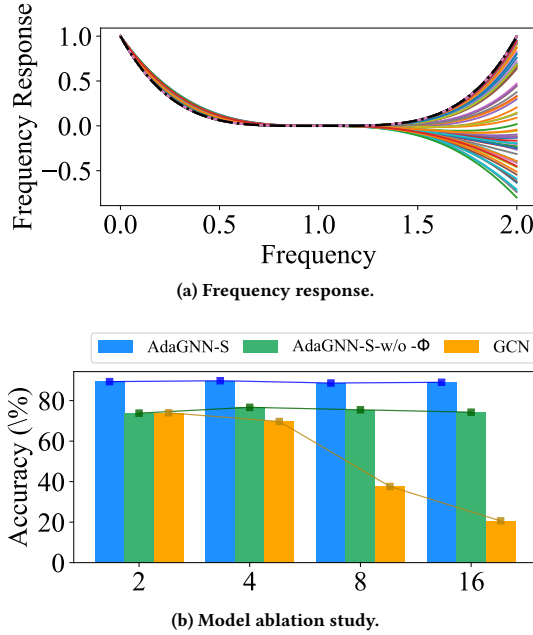 Frequency Response
1.0
0.5
0.0
−0.5
0.0 0.5 1.0 1.5 2.0
Frequency
(a) Frequency response.
AdaGNN-S AdaGNN-S-w/o -Φ GCN
Accuracy (\%)
80
60
40
20
0
2 4 8 16
(b) Model ablation study.